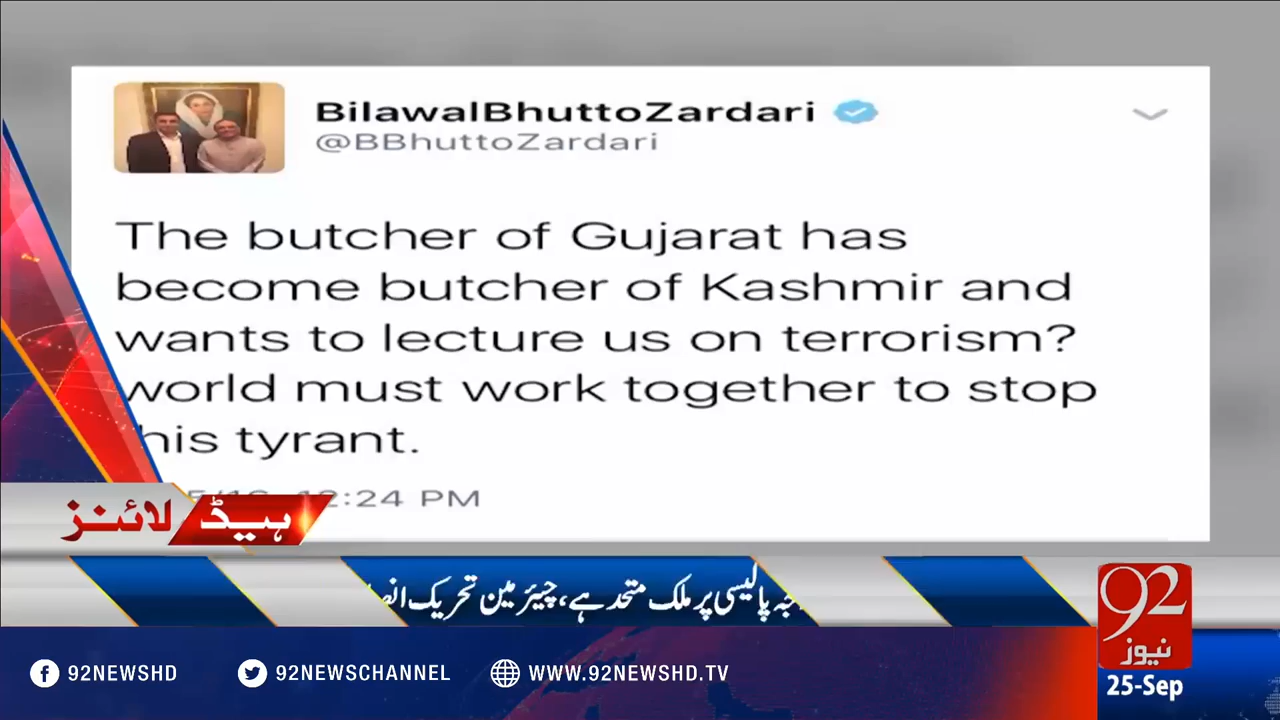 BilawalBhuttoZardari
@BBhuttoZardari
The butcher of Gujarat has
become butcher of Kashmir and
wants to lecture us on terrorism?
world must work together to stop
his tyrant.
12:24 PM
ہیڈ لائنز
پالیسی پر ملک متحد ہے، چیئرمین تحریک
92
نیوز
25-Sep
92NEWSHD
92NEWSCHANNEL
WWW.92NEWSHD.TV